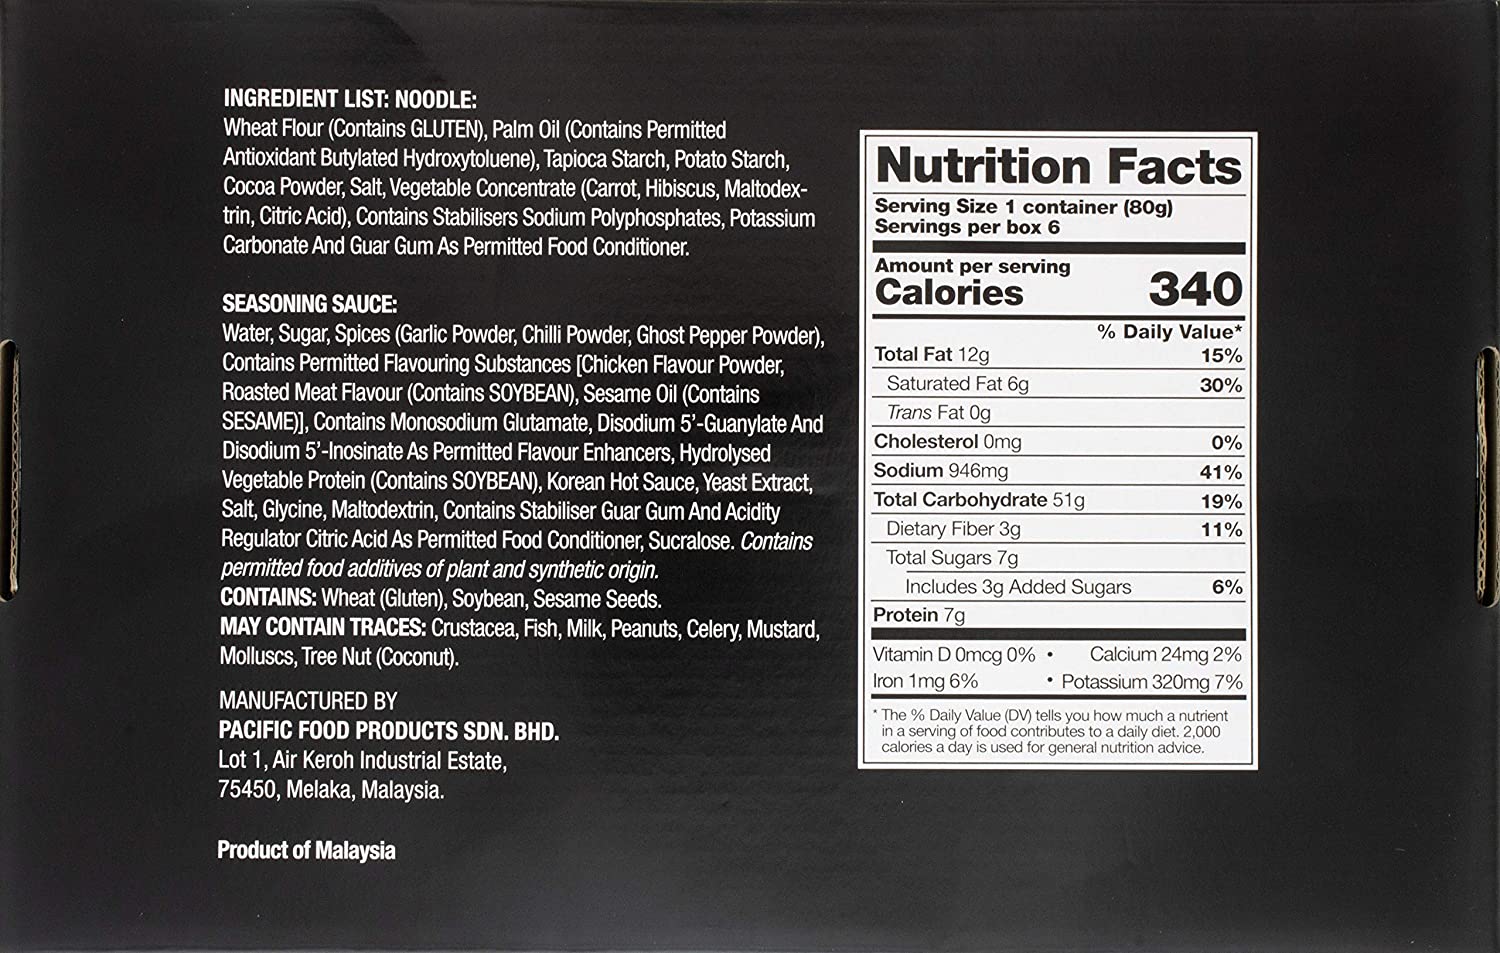 INGREDIENT LIST: NOODLE:
Wheat Flour (Contains GLUTEN), Palm Oil (Contains Permitted
Antioxidant Butylated Hydroxytoluene), Tapioca Starch, Potato Starch,
Cocoa Powder, Salt, Vegetable Concentrate (Carrot, Hibiscus, Maltodex-
trin, Citric Acid), Contains Stabilisers Sodium Polyphosphates, Potassium
Carbonate And Guar Gum As Permitted Food Conditioner.
SEASONING SAUCE:
Water, Sugar, Spices (Garlic Powder, Chilli Powder, Ghost Pepper Powder),
Contains Permitted Flavouring Substances [Chicken Flavour Powder,
Roasted Meat Flavour (Contains SOYBEAN), Sesame Oil (Contains
SESAME)], Contains Monosodium Glutamate, Disodium 5'-Guanylate And
Disodium 5'-Inosinate As Permitted Flavour Enhancers, Hydrolysed
Vegetable Protein (Contains SOYBEAN), Korean Hot Sauce, Yeast Extract,
Salt, Glycine, Maltodextrin, Contains Stabiliser Guar Gum And Acidity
Regulator Citric Acid As Permitted Food Conditioner, Sucralose. Contains
permitted food additives of plant and synthetic origin.
CONTAINS: Wheat (Gluten), Soybean, Sesame Seeds.
MAY CONTAIN TRACES: Crustacea, Fish, Milk, Peanuts, Celery, Mustard,
Molluscs, Tree Nut (Coconut).
MANUFACTURED BY
PACIFIC FOOD PRODUCTS SDN. BHD.
Lot 1, Air Keroh Industrial Estate,
75450, Melaka, Malaysia.
Product of Malaysia
Nutrition Facts
Serving Size 1 container (80g)
Servings per box 6
Amount per serving
Calories 340
% Daily Value*
Total Fat 12g 15%
Saturated Fat 6g 30%
Trans Fat 0g
Cholesterol 0mg 0%
Sodium 946mg 41%
Total Carbohydrate 51g 19%
Dietary Fiber 3g 11%
Total Sugars 7g
Includes 3g Added Sugars 6%
Protein 7g
Vitamin D 0mcg 0% • Calcium 24mg 2%
Iron 1mg 6% • Potassium 320mg 7%
* The % Daily Value (DV) tells you how much a nutrient
in a serving of food contributes to a daily diet. 2,000
calories a day is used for general nutrition advice.